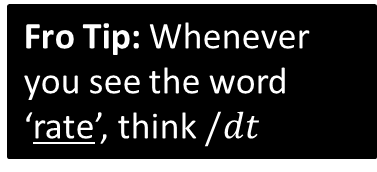 Fro Tip: Whenever
you see the word
‘rate’, think /dt